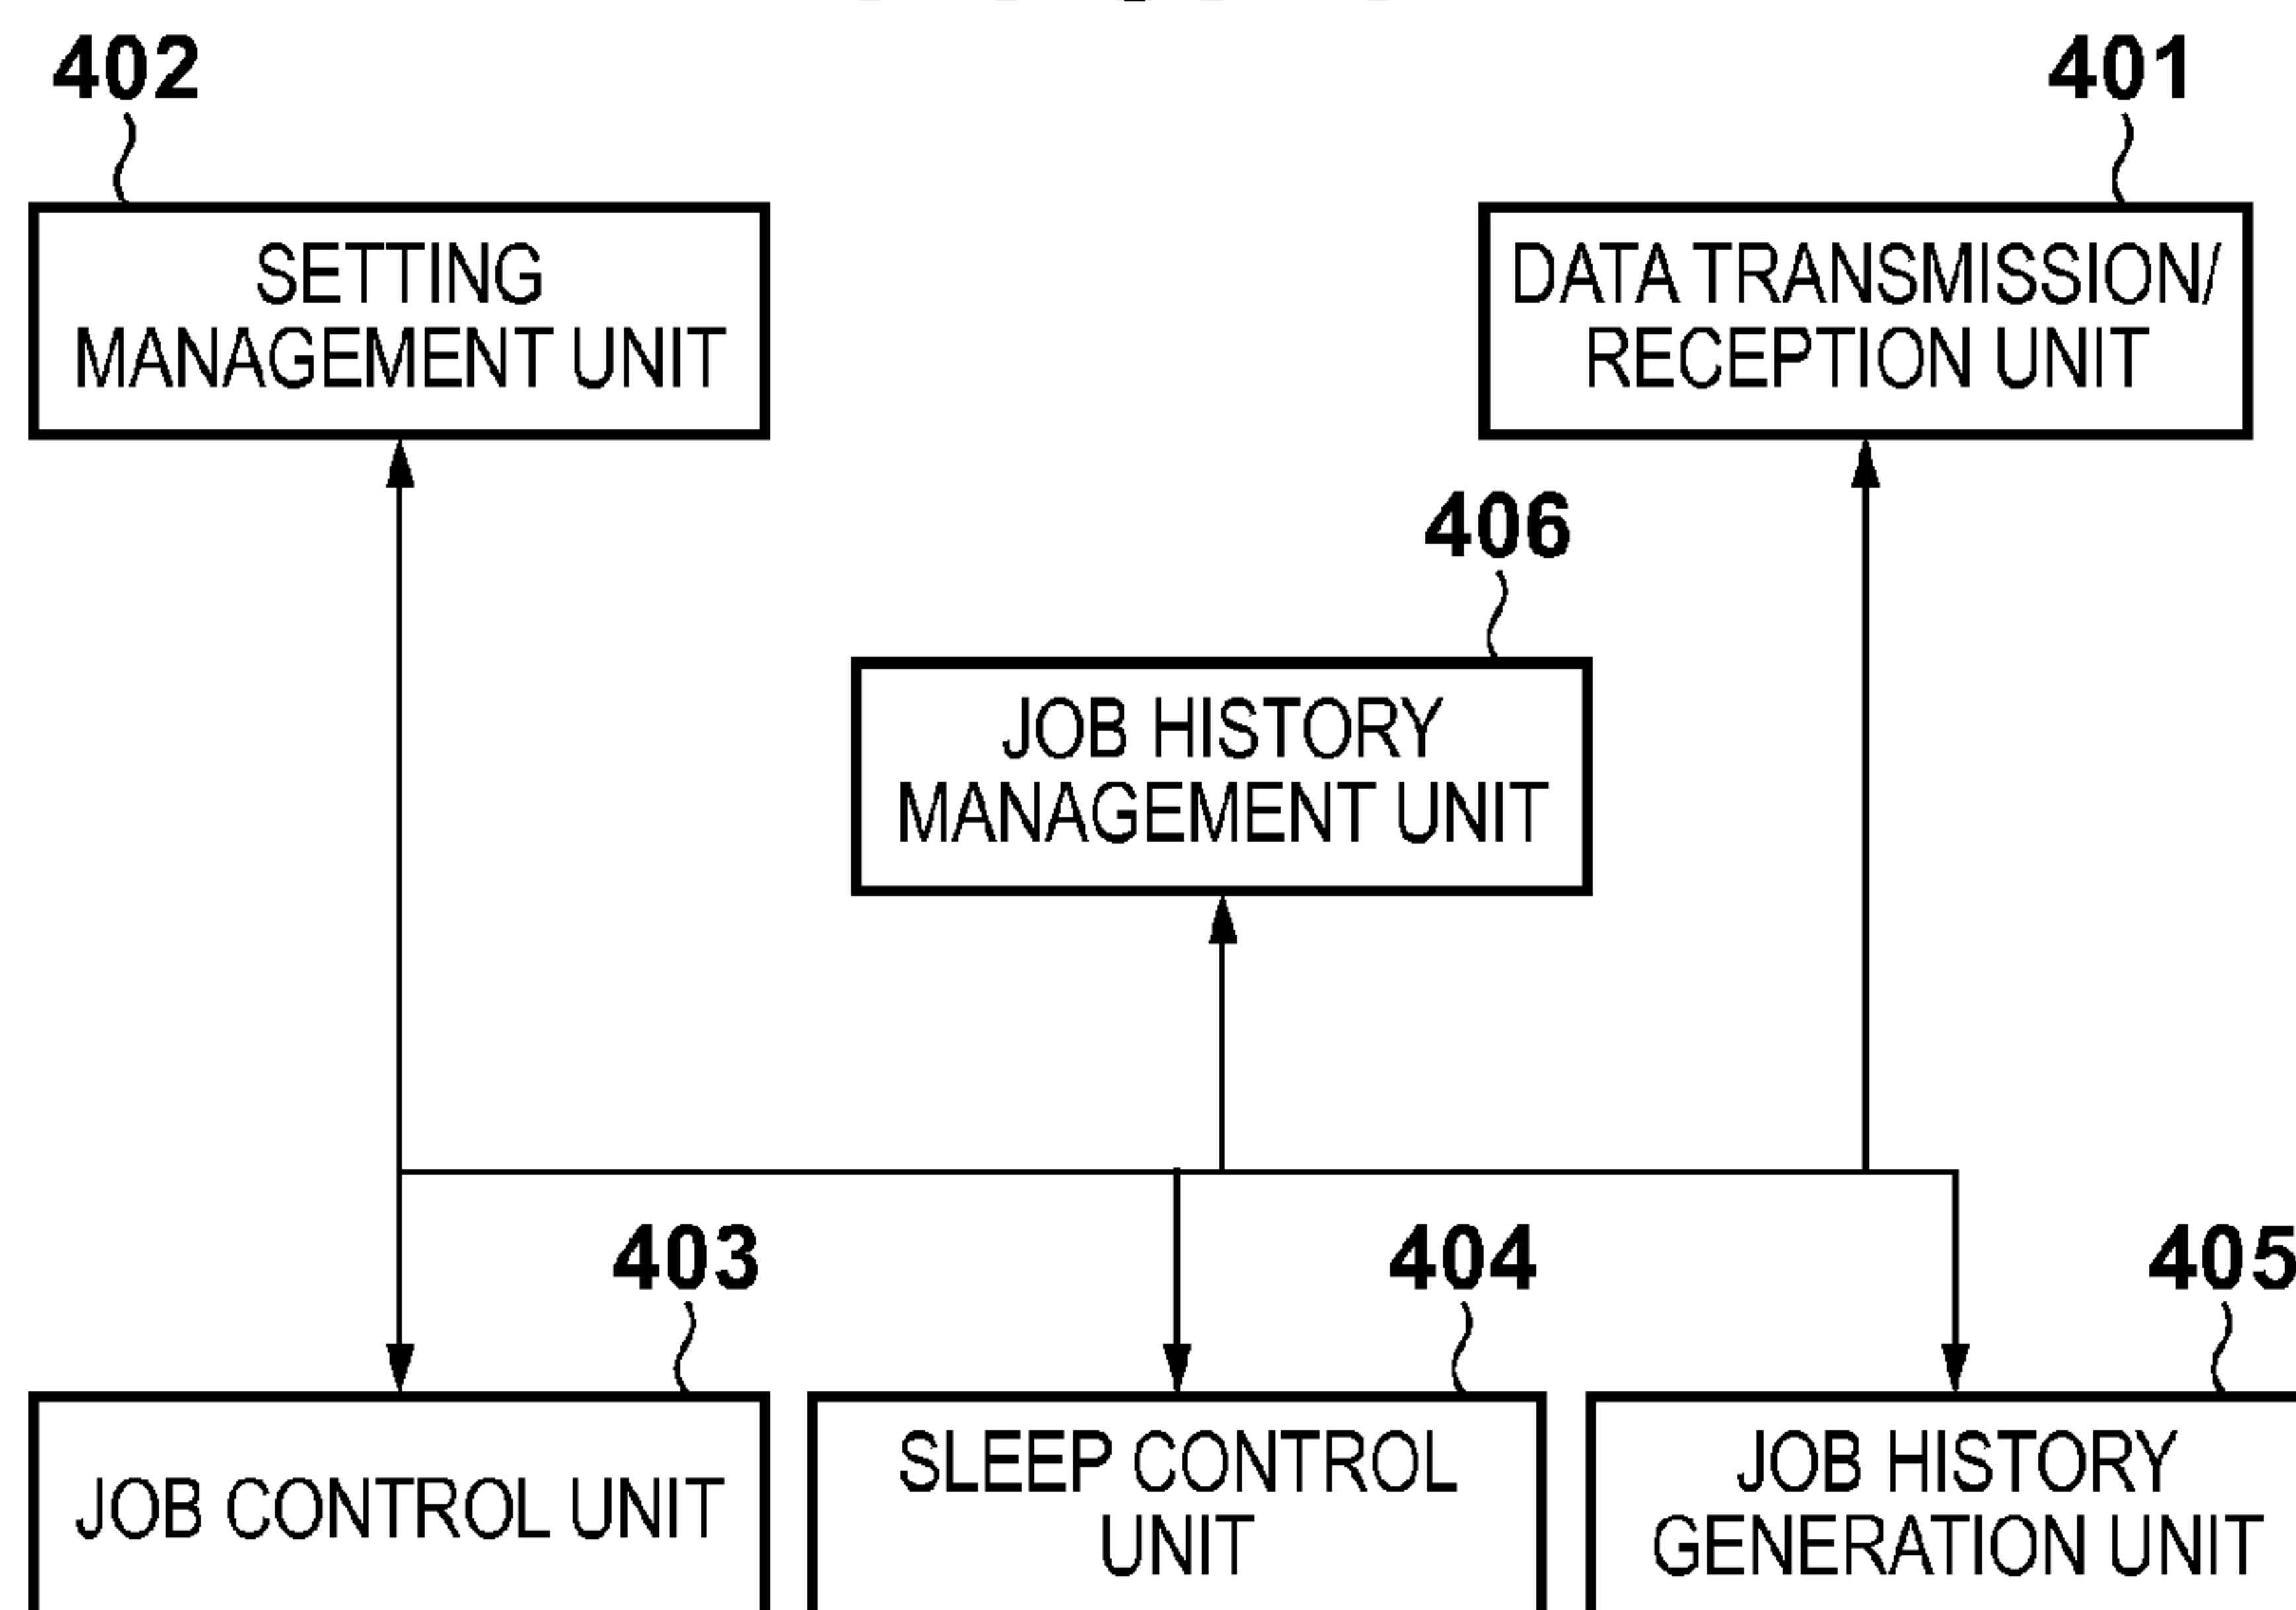 402
401
SETTING
MANAGEMENT UNIT
DATA TRANSMISSION/
RECEPTION UNIT
406
JOB HISTORY
MANAGEMENT UNIT
403
404
405
JOB CONTROL UNIT
SLEEP CONTROL
UNIT
JOB HISTORY
GENERATION UNIT